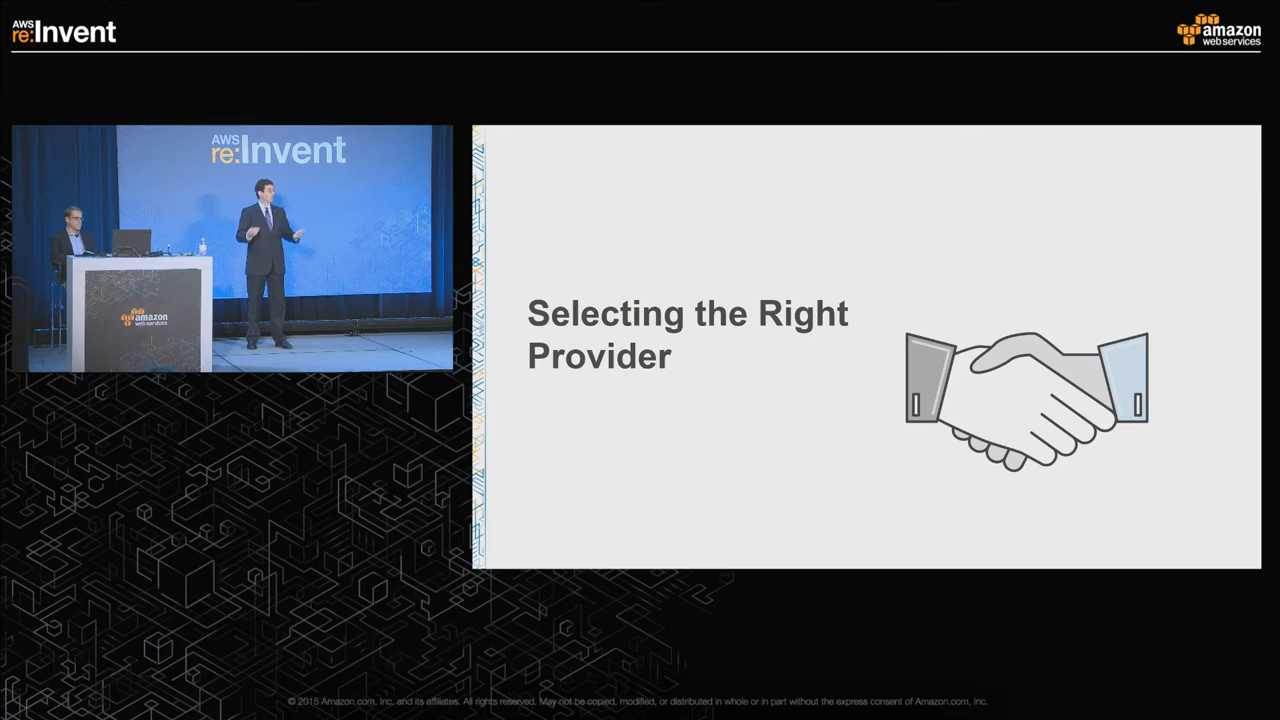 AWS
re:Invent
amazon
web services
AWS
re:Invent
amazon
web services
Selecting the Right
Provider
© 2015 Amazon.com, Inc. and its affiliates. All rights reserved. May not be copied, modified, or distributed in whole or in part without the express consent of Amazon.com, Inc.